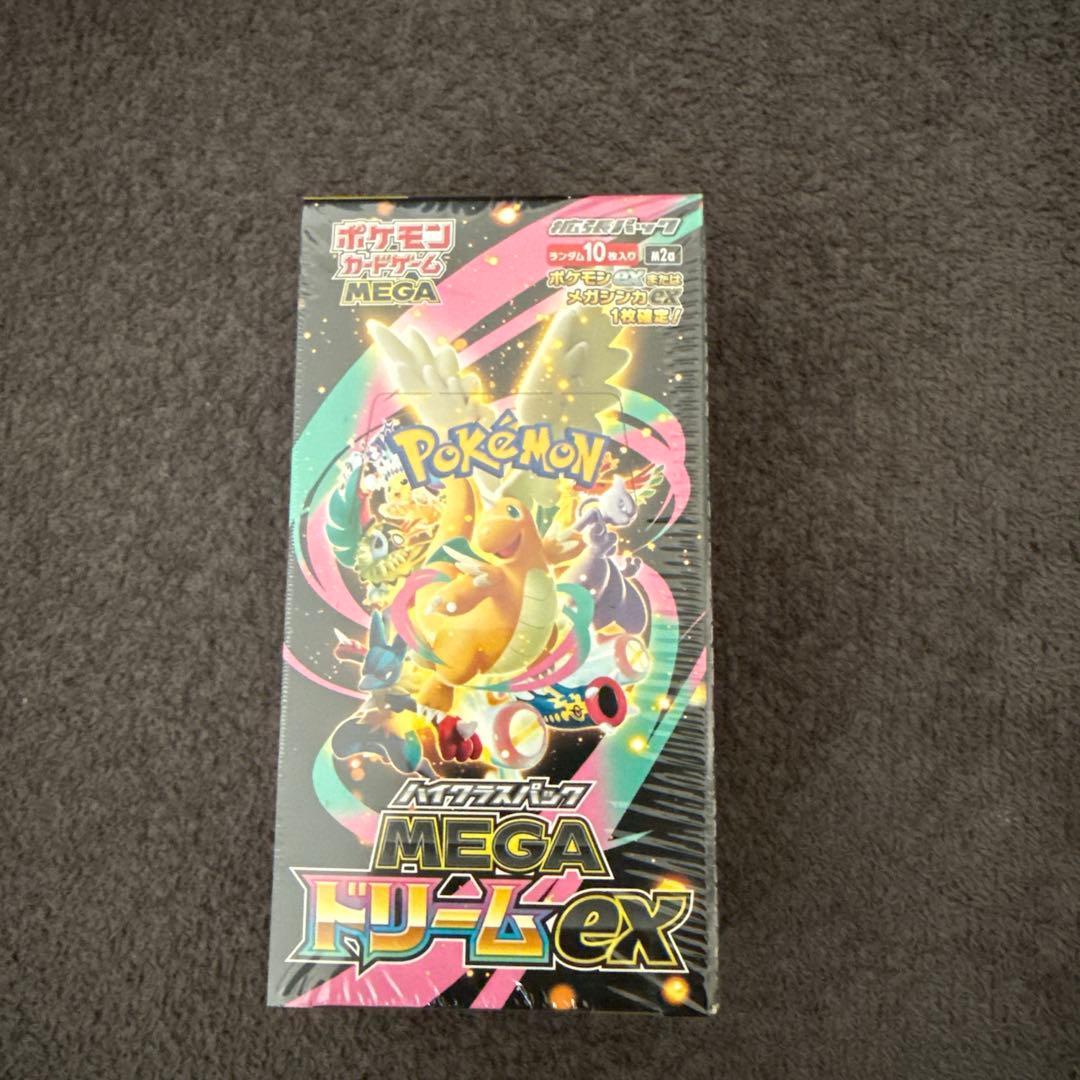 ポケモン
カードゲーム
MEGA
拡張パック
ランダム10枚入り M2a
ポケモンexまたは
メガシンカex
1枚確定!
POKéMON
ハイクラスパック
MEGA
ドリームex